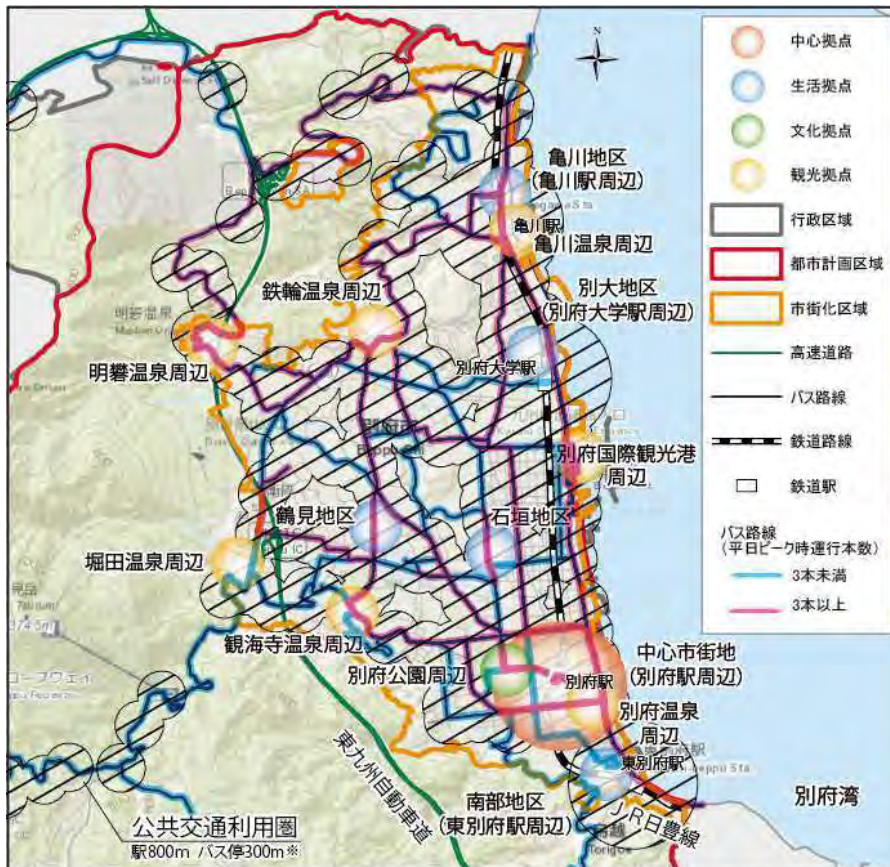 N
中心拠点
生活拠点
文化拠点
観光拠点
行政区域
都市計画区域
市街化区域
高速道路
バス路線
鉄道路線
鉄道駅
バス路線
(平日ピーク時運行本数)
3本未満
3本以上
亀川地区
(亀川駅周辺)
亀川駅
亀川温泉周辺
別大地区
(別府大学駅周辺)
別府大学駅
鉄輪温泉周辺
明礬温泉
明礬温泉周辺
別府国際観光港
周辺
鶴見地区
石垣地区
堀田温泉周辺
観海寺温泉周辺
別府公園周辺
中心市街地
(別府駅周辺)
別府駅
別府温泉
周辺
東別府駅
南部地区
(東別府駅周辺)
JR日豊線
別府湾
東九州自動車道
公共交通利用圏
駅800m バス停300m※
Torigoe